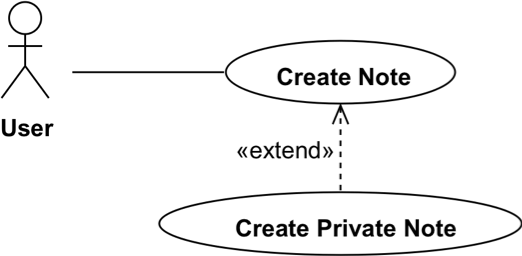 Create Note
User
«extend»
Create Private Note